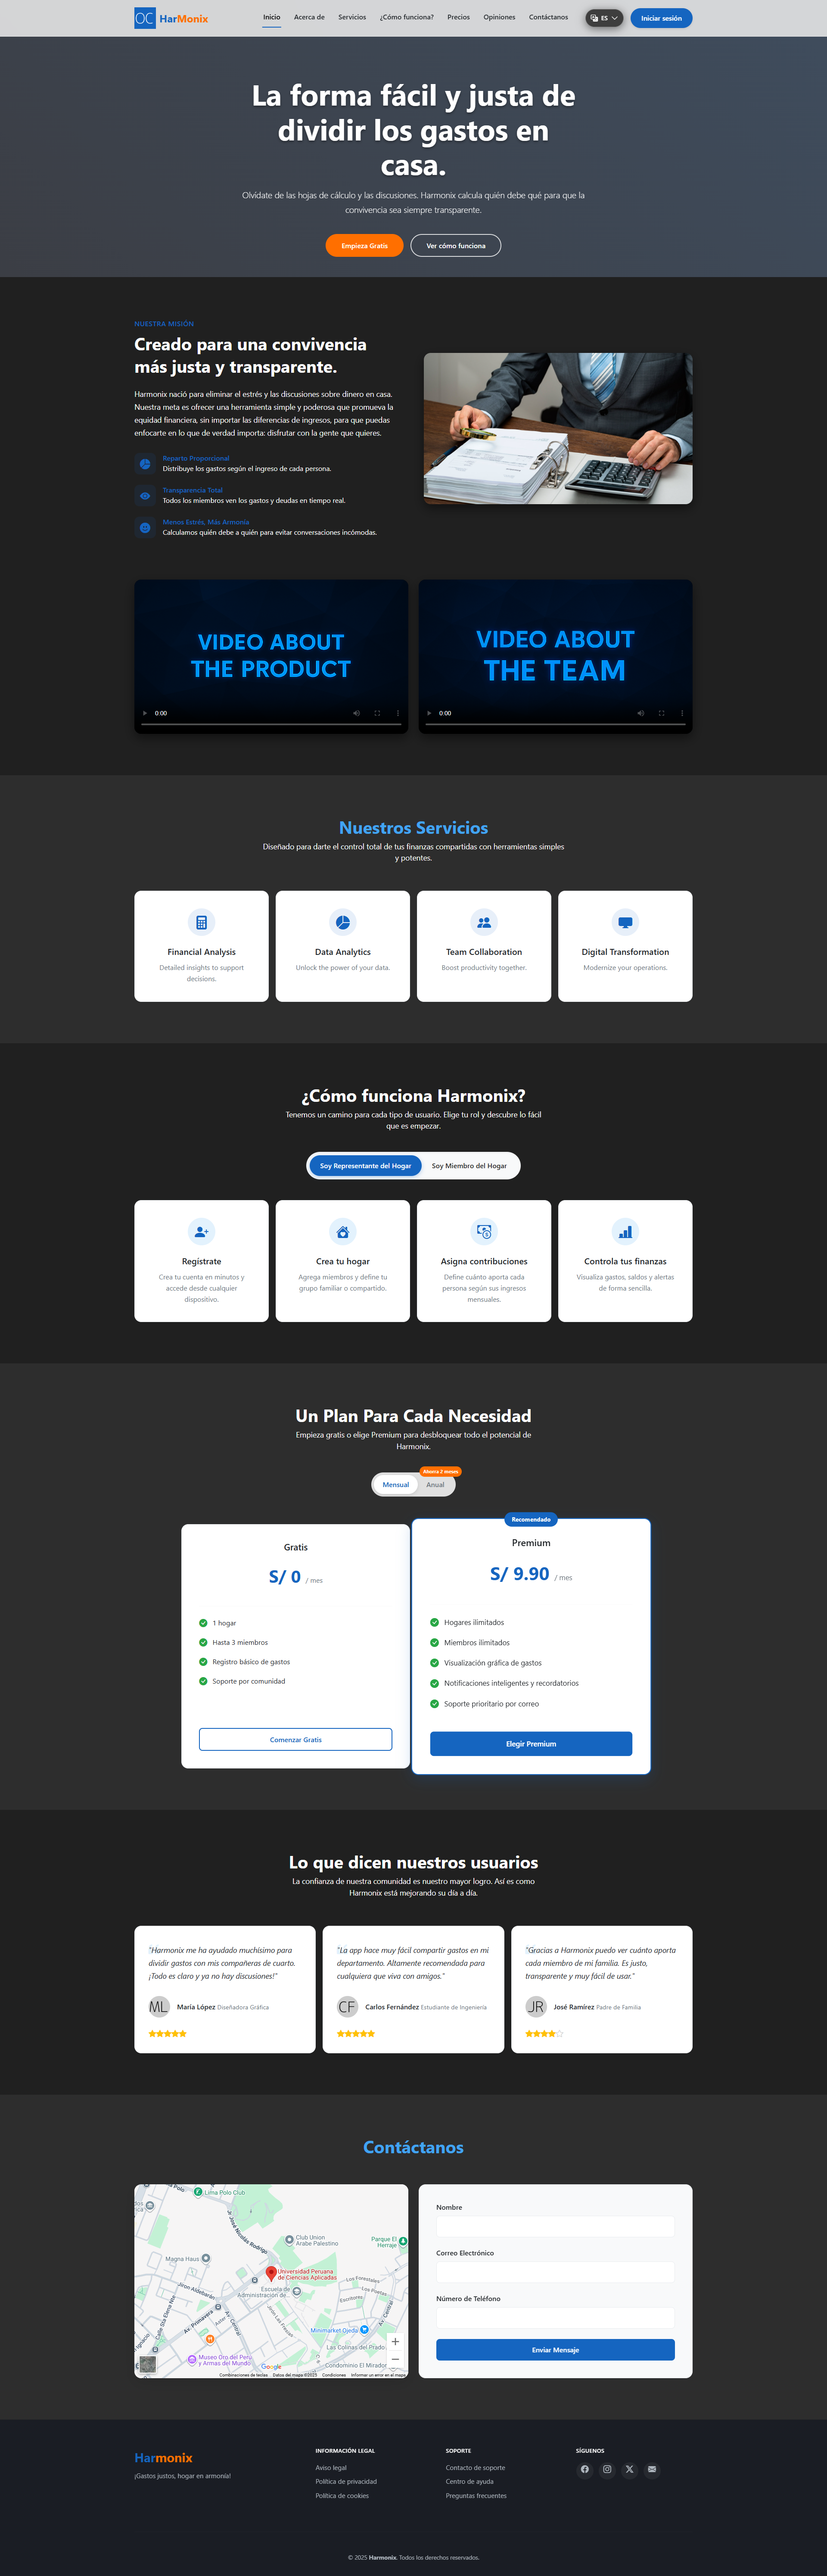 OC HarMonix
Inicio Acerca de Servicios ¿Cómo funciona? Precios Opiniones Contáctanos ES Iniciar sesión
La forma fácil y justa de
dividir los gastos en
casa.
Olvídate de las hojas de cálculo y las discusiones. Harmonix calcula quién debe qué para que la
convivencia sea siempre transparente.
Empieza Gratis Ver cómo funciona
NUESTRA MISIÓN
Creado para una convivencia
más justa y transparente.
Harmonix nació para eliminar el estrés y las discusiones sobre dinero en casa.
Nuestra meta es ofrecer una herramienta simple y poderosa que promueva la
equidad financiera, sin importar las diferencias de ingresos, para que puedas
enfocarte en lo que de verdad importa: disfrutar con la gente que quieres.
Reparto Proporcional
Distribuye los gastos según el ingreso de cada persona.
Transparencia Total
Todos los miembros ven los gastos y deudas en tiempo real.
Menos Estrés, Más Armonía
Calculamos quién debe a quién para evitar conversaciones incómodas.
VIDEO ABOUT
THE PRODUCT
0:00
VIDEO ABOUT
THE TEAM
0:00
Nuestros Servicios
Diseñado para darte el control total de tus finanzas compartidas con herramientas simples
y potentes.
Financial Analysis
Detailed insights to support
decisions.
Data Analytics
Unlock the power of your data.
Team Collaboration
Boost productivity together.
Digital Transformation
Modernize your operations.
¿Cómo funciona Harmonix?
Tenemos un camino para cada tipo de usuario. Elige tu rol y descubre lo fácil
que es empezar.
Soy Representante del Hogar Soy Miembro del Hogar
Regístrate
Crea tu cuenta en minutos y
accede desde cualquier
dispositivo.
Crea tu hogar
Agrega miembros y define tu
grupo familiar o compartido.
Asigna contribuciones
Define cuánto aporta cada
persona según sus ingresos
mensuales.
Controla tus finanzas
Visualiza gastos, saldos y alertas
de forma sencilla.
Un Plan Para Cada Necesidad
Empieza gratis o elige Premium para desbloquear todo el potencial de
Harmonix.
Ahorra 2 meses
Mensual Anual
Gratis
S/ 0 / mes
1 hogar
Hasta 3 miembros
Registro básico de gastos
Soporte por comunidad
Comenzar Gratis
Recomendado
Premium
S/ 9.90 / mes
Hogares ilimitados
Miembros ilimitados
Visualización gráfica de gastos
Notificaciones inteligentes y recordatorios
Soporte prioritario por correo
Elegir Premium
Lo que dicen nuestros usuarios
La confianza de nuestra comunidad es nuestro mayor logro. Así es como
Harmonix está mejorando su día a día.
"Harmonix me ha ayudado muchísimo para
dividir gastos con mis compañeras de cuarto.
¡Todo es claro y ya no hay discusiones!"
ML María López Diseñadora Gráfica
"La app hace muy fácil compartir gastos en mi
departamento. Altamente recomendada para
cualquiera que viva con amigos."
CF Carlos Fernández Estudiante de Ingeniería
"Gracias a Harmonix puedo ver cuánto aporta
cada miembro de mi familia. Es justo,
transparente y muy fácil de usar."
JR José Ramírez Padre de Familia
Contáctanos
Lima Polo Club
Jr. José Nicolás Rodrigo
Club Union
Arabe Palestino
Parque El
Herraje
Magna Haus
Universidad Peruana
de Ciencias Aplicadas
Escuela de
Administración de...
Los Forestales
Los Fuertes
Escritores
Jirón Aldebarán
Av. Primavera
Av. Central
Calle Sta Elena Nte
Minimarket Ojeda
Las Colinas del Prado
Condominio El Mirador
Museo Oro del Perú
y Armas del Mundo
Google
Combinaciones de teclas Datos del mapa ©2025 Condiciones Informar un error en el mapa
Nombre
Correo Electrónico
Número de Teléfono
Enviar Mensaje
Harmonix
¡Gastos justos, hogar en armonía!
INFORMACIÓN LEGAL
Aviso legal
Política de privacidad
Política de cookies
SOPORTE
Contacto de soporte
Centro de ayuda
Preguntas frecuentes
SÍGUENOS
© 2025 Harmonix. Todos los derechos reservados.